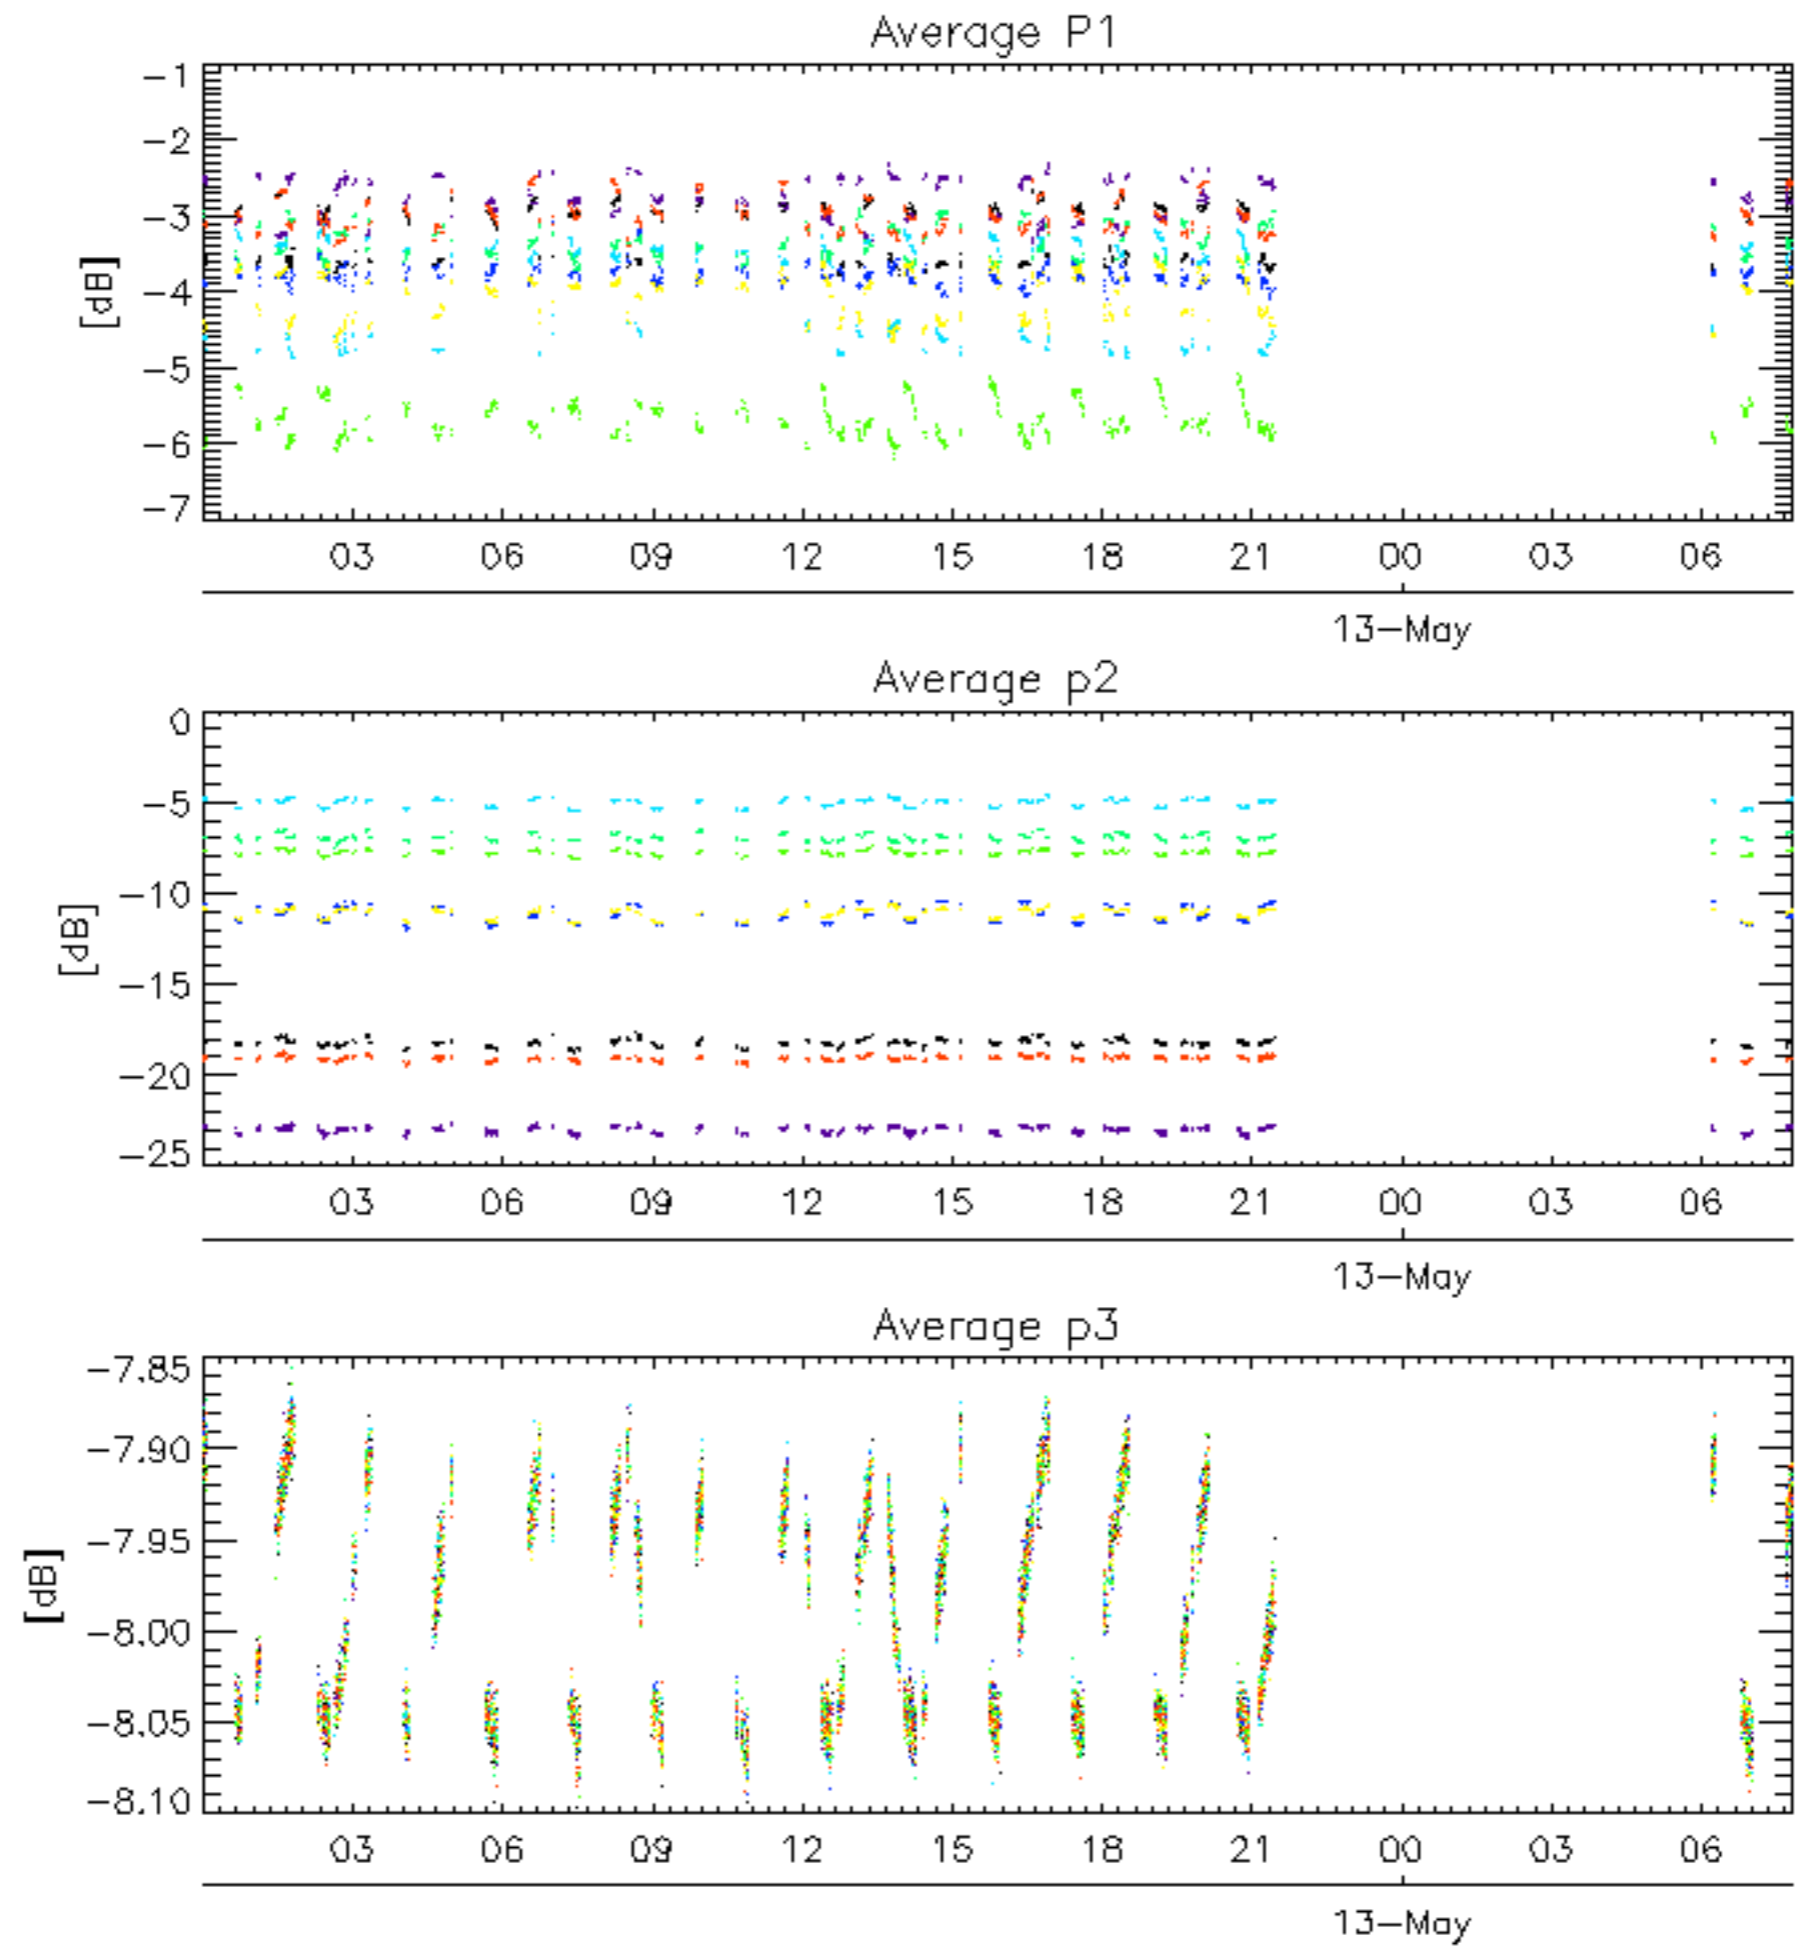 Average P1
−1
−2
−3
−4
−5
−6
−7
[dB]
03 06 09 12 15 18 21 00 03 06
13−May
Average p2
0
−5
−10
−15
−20
−25
[dB]
03 06 09 12 15 18 21 00 03 06
13−May
Average p3
−7.85
−7.90
−7.95
−8.00
−8.05
−8.10
[dB]
03 06 09 12 15 18 21 00 03 06
13−May